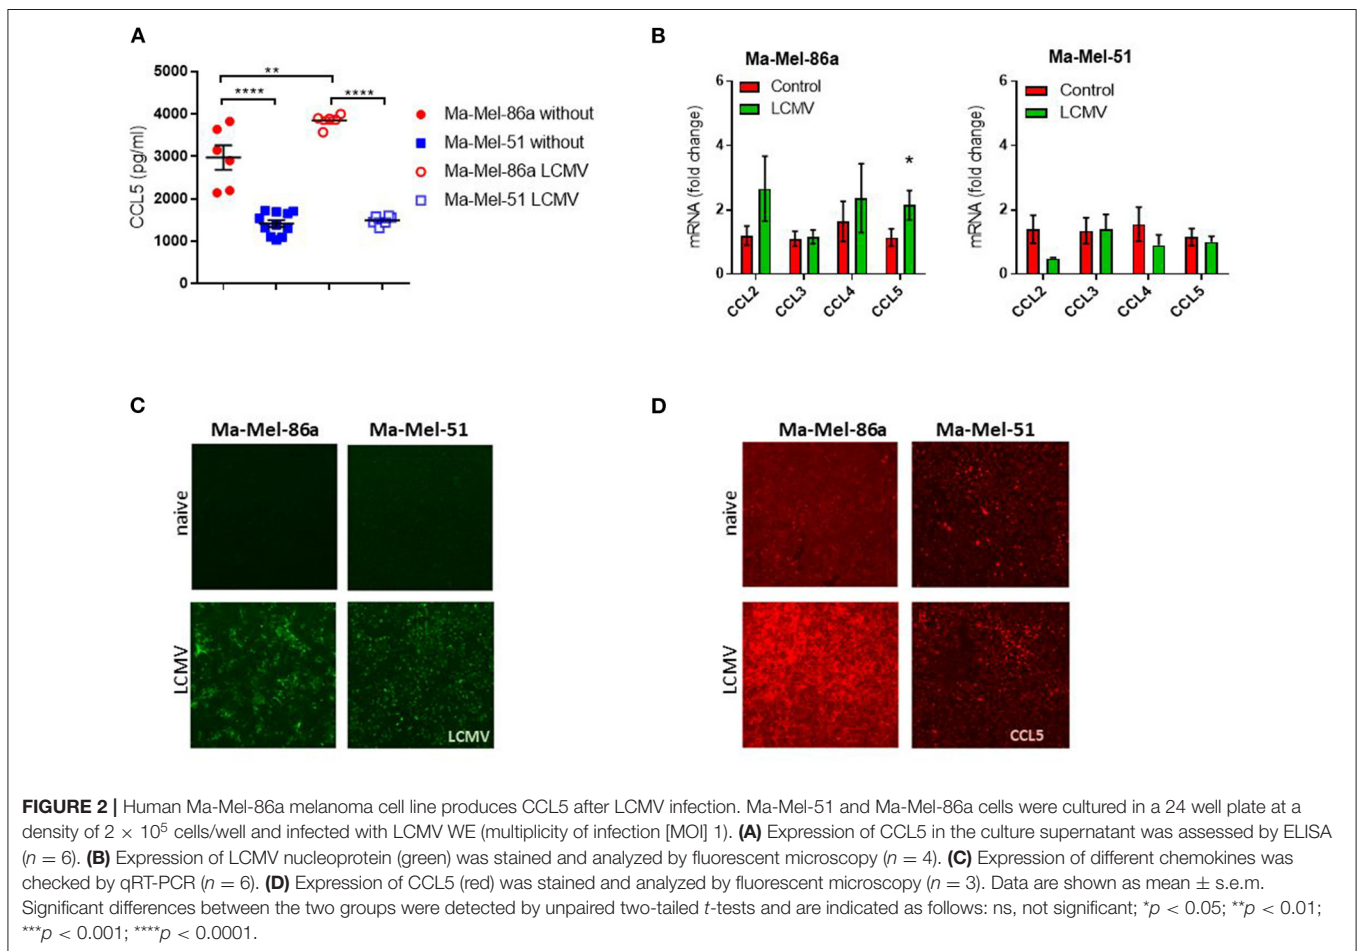 A
5000
4000
3000
2000
1000
0
CCL5 (pg/ml)
**
****
****
Ma-Mel-86a without
Ma-Mel-51 without
Ma-Mel-86a LCMV
Ma-Mel-51 LCMV
B
Ma-Mel-86a
6
4
2
0
mRNA (fold change)
Control
LCMV
*
CCL2
CCL3
CCL4
CCL5
Ma-Mel-51
6
4
2
0
mRNA (fold change)
Control
LCMV
CCL2
CCL3
CCL4
CCL5
C
Ma-Mel-86a
Ma-Mel-51
naive
LCMV
LCMV
D
Ma-Mel-86a
Ma-Mel-51
naive
LCMV
CCL5
FIGURE 2 | Human Ma-Mel-86a melanoma cell line produces CCL5 after LCMV infection. Ma-Mel-51 and Ma-Mel-86a cells were cultured in a 24 well plate at a
density of 2 × 10⁵ cells/well and infected with LCMV WE (multiplicity of infection [MOI] 1). (A) Expression of CCL5 in the culture supernatant was assessed by ELISA
(n = 6). (B) Expression of LCMV nucleoprotein (green) was stained and analyzed by fluorescent microscopy (n = 4). (C) Expression of different chemokines was
checked by qRT-PCR (n = 6). (D) Expression of CCL5 (red) was stained and analyzed by fluorescent microscopy (n = 3). Data are shown as mean ± s.e.m.
Significant differences between the two groups were detected by unpaired two-tailed t-tests and are indicated as follows: ns, not significant; *p < 0.05; **p < 0.01;
***p < 0.001; ****p < 0.0001.